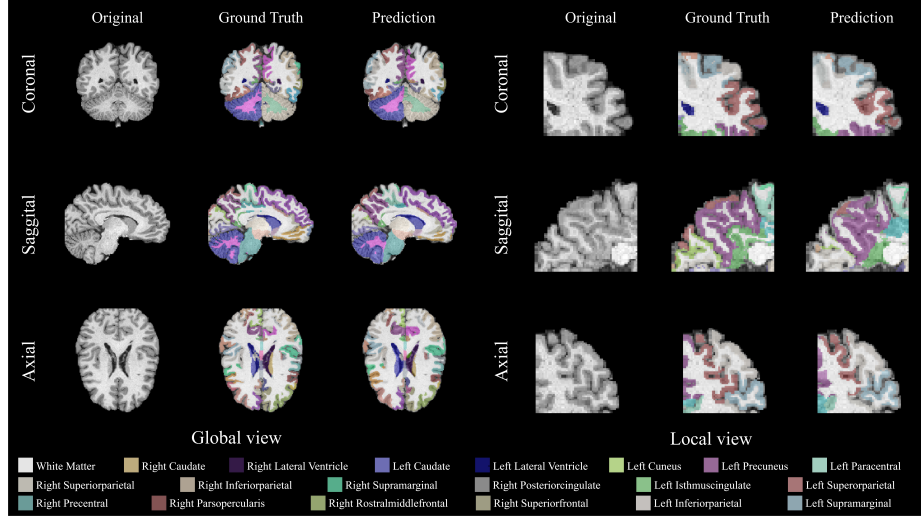 Original Ground Truth Prediction Original Ground Truth Prediction
Coronal Coronal
Saggital Saggital
Axial Axial
Global view Local view
White Matter Right Caudate Right Lateral Ventricle Left Caudate Left Lateral Ventricle Left Cuneus Left Precuneus Left Paracentral
Right Superiorparietal Right Inferiorparietal Right Supramarginal Right Posteriorcingulate Left Isthmuscingulate Left Superorparietal
Right Precentral Right Parsopercularis Right Rostralmiddlefrontal Right Superiorfrontal Left Inferiorparietal Left Supramarginal